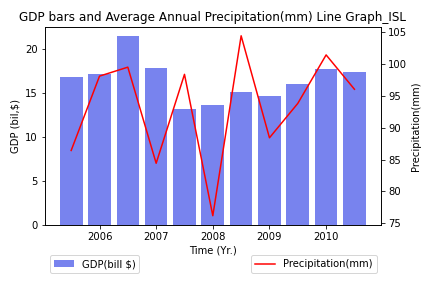 GDP bars and Average Annual Precipitation(mm) Line Graph_ISL
GDP (bil,$)
20
15
10
5
0
105
100
95
90
85
80
75
Precipitation(mm)
2006 2007 2008 2009 2010
Time (Yr.)
GDP(bill $)
Precipitation(mm)